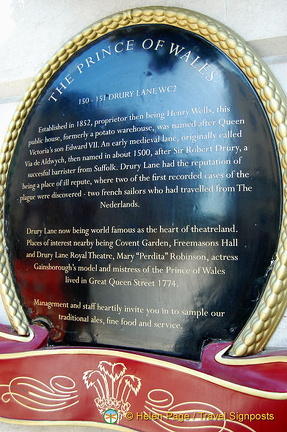 THE PRINCE OF WALES
150 - 151 DRURY LANE WC2
Established in 1852, proprietor then being Henry Wells, this
public house, formerly a potato warehouse, was named after Queen
Victoria's son Edward VII. An early medieval lane, originally called
Via de Aldwych, then named in about 1500, after Sir Robert Drury, a
succesful barrister from Suffolk. Drury Lane had the reputation of
being a place of ill repute, where two of the first recorded cases of the
plague were discovered - two french sailors who had travelled from The
Nederlands.
Drury Lane now being world famous as the heart of theatreland.
Places of interest nearby being Covent Garden, Freemasons Hall
and Drury Lane Royal Theatre, Mary "Perdita" Robinson, actress
Gainsborough's model and mistress of the Prince of Wales
lived in Great Queen Street 1774.
Management and staff heartily invite you in to sample our
traditional ales, fine food and service.
© Helen Page / Travel Signposts